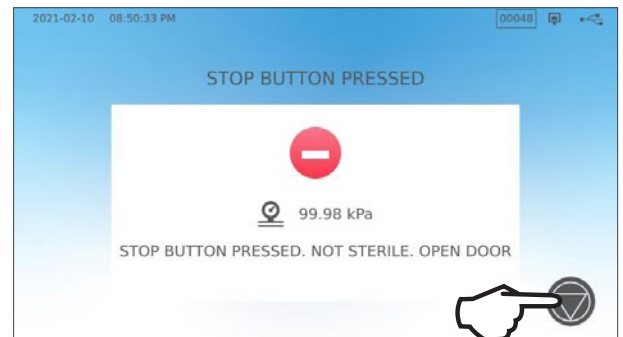 2021-02-10 08:50:33 PM 00048
STOP BUTTON PRESSED
99.98 kPa
STOP BUTTON PRESSED. NOT STERILE. OPEN DOOR